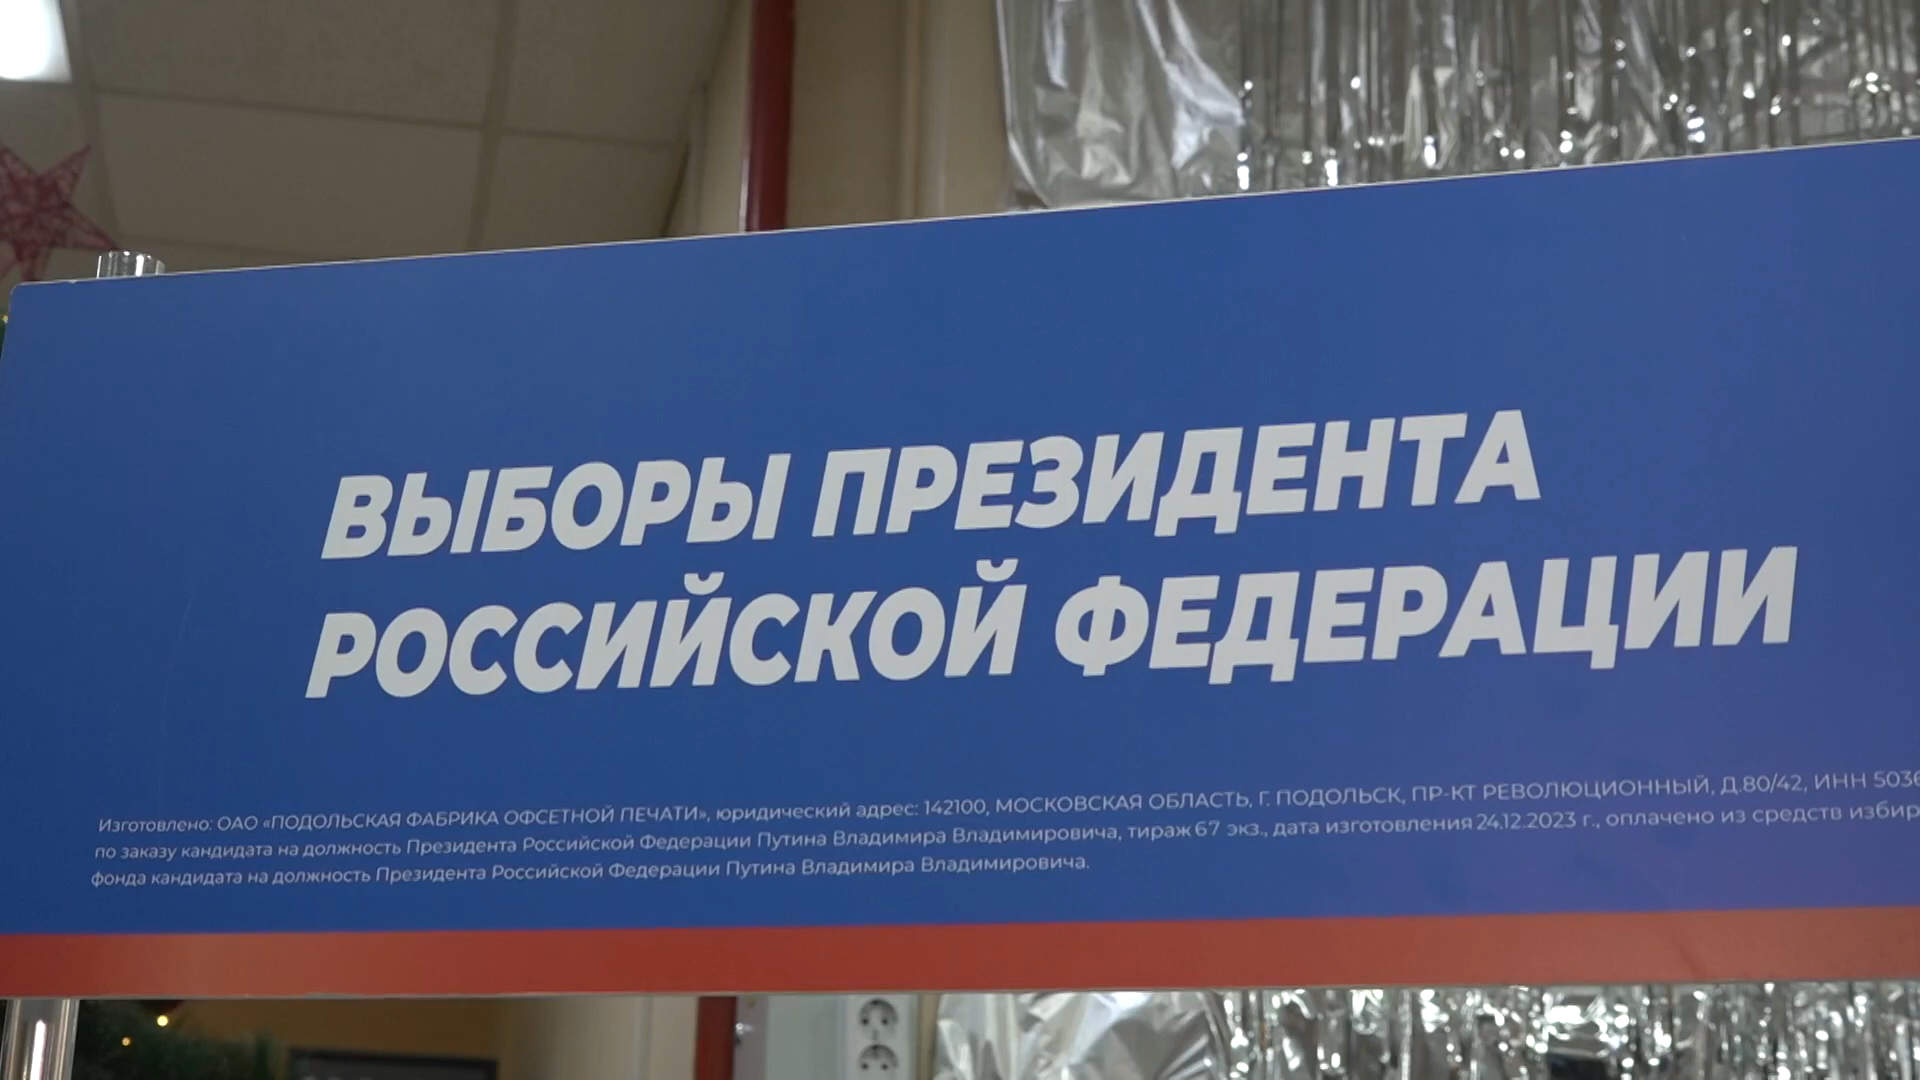 ВЫБОРЫ ПРЕЗИДЕНТА
РОССИЙСКОЙ ФЕДЕРАЦИИ
Изготовлено: ОАО «ПОДОЛЬСКАЯ ФАБРИКА ОФСЕТНОЙ ПЕЧАТИ», юридический адрес: 142100, МОСКОВСКАЯ ОБЛАСТЬ, Г. ПОДОЛЬСК, ПР-КТ РЕВОЛЮЦИОННЫЙ, Д.80/42, ИНН
по заказу кандидата на должность Президента Российской Федерации Путина Владимира Владимировича, тираж 67 экз., дата изготовления 24.12.2023 г., оплачено из средств
фонда кандидата на должность Президента Российской Федерации Путина Владимира Владимировича.